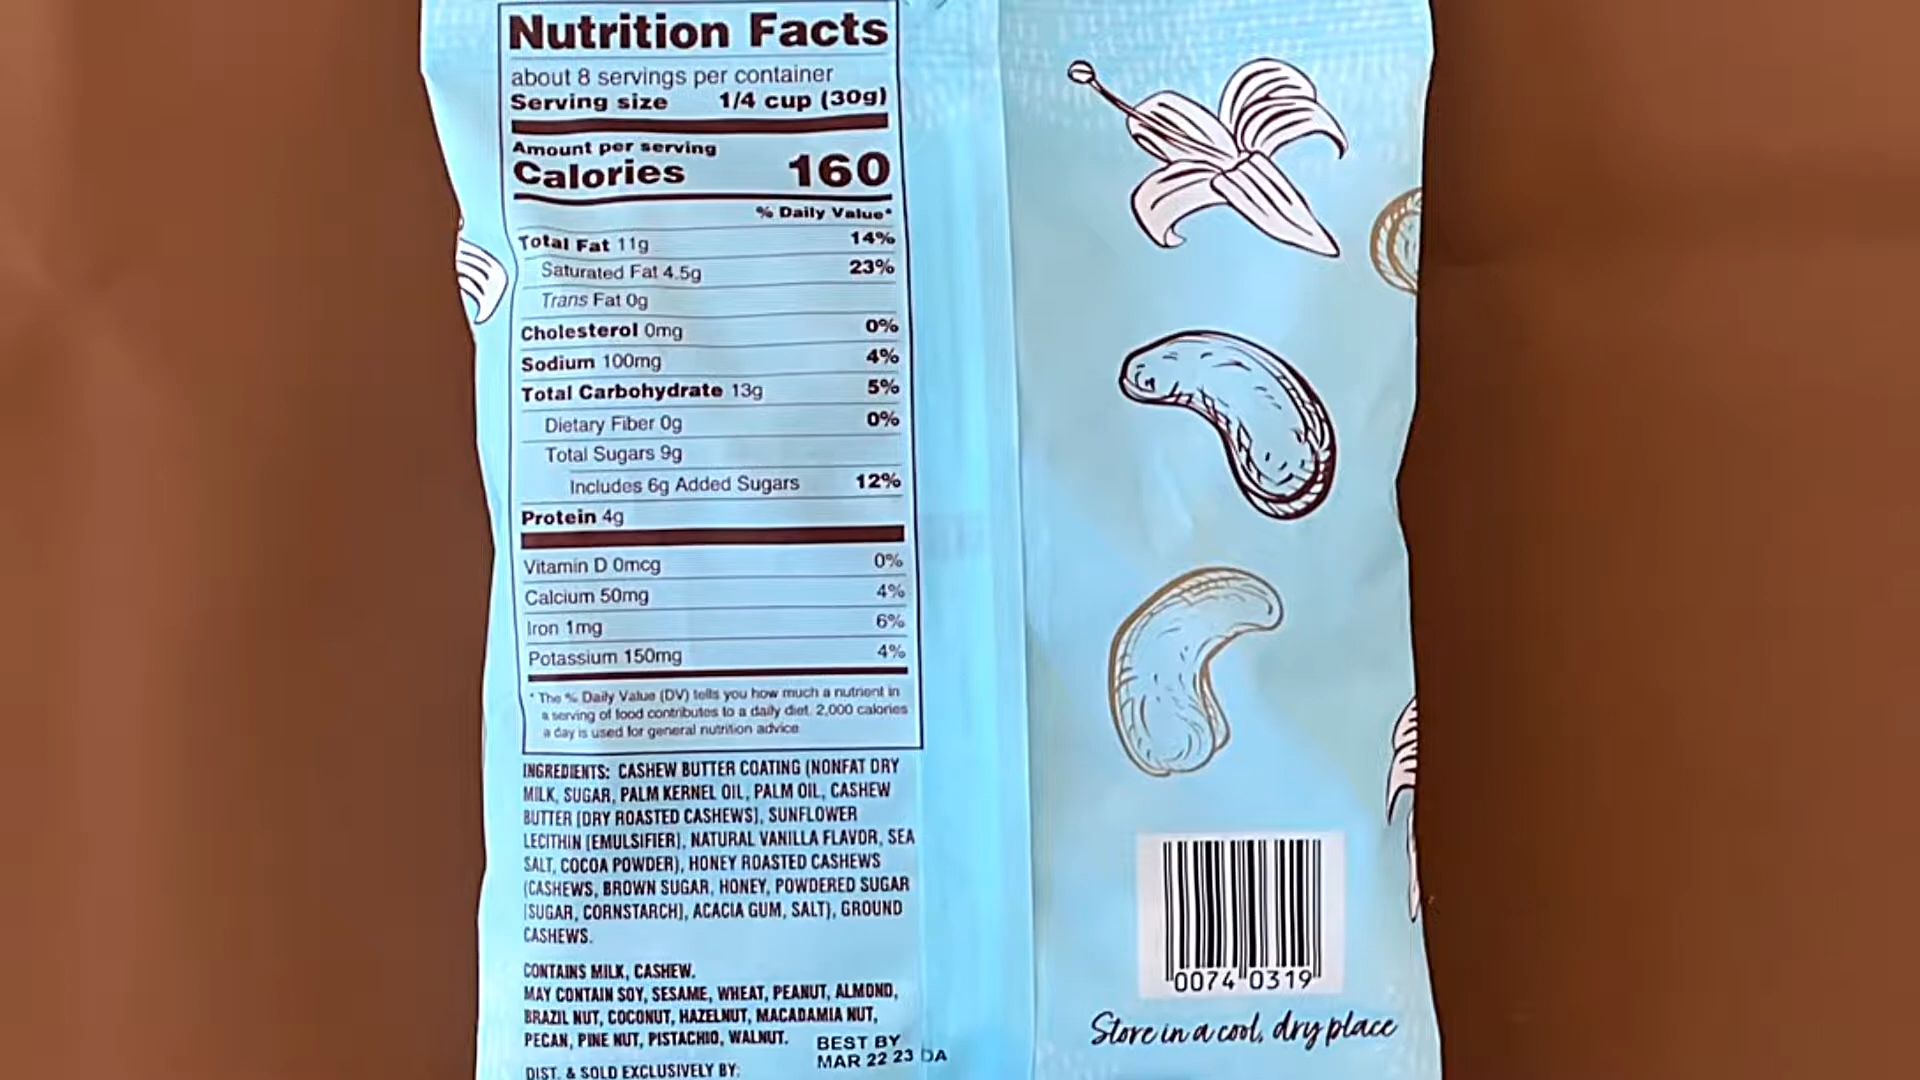 Nutrition Facts
about 8 servings per container
Serving size 1/4 cup (30g)
Amount per serving
Calories 160
% Daily Value*
Total Fat 11g 14%
Saturated Fat 4.5g 23%
Trans Fat 0g
Cholesterol 0mg 0%
Sodium 100mg 4%
Total Carbohydrate 13g 5%
Dietary Fiber 0g 0%
Total Sugars 9g
Includes 6g Added Sugars 12%
Protein 4g
Vitamin D 0mcg 0%
Calcium 50mg 4%
Iron 1mg 6%
Potassium 150mg 4%
* The % Daily Value (DV) tells you how much a nutrient in
a serving of food contributes to a daily diet. 2,000 calories
a day is used for general nutrition advice
INGREDIENTS: CASHEW BUTTER COATING (NONFAT DRY
MILK, SUGAR, PALM KERNEL OIL, PALM OIL, CASHEW
BUTTER [DRY ROASTED CASHEWS], SUNFLOWER
LECITHIN [EMULSIFIER], NATURAL VANILLA FLAVOR, SEA
SALT, COCOA POWDER), HONEY ROASTED CASHEWS
(CASHEWS, BROWN SUGAR, HONEY, POWDERED SUGAR
[SUGAR, CORNSTARCH], ACACIA GUM, SALT), GROUND
CASHEWS.
CONTAINS MILK, CASHEW.
MAY CONTAIN SOY, SESAME, WHEAT, PEANUT, ALMOND,
BRAZIL NUT, COCONUT, HAZELNUT, MACADAMIA NUT,
PECAN, PINE NUT, PISTACHIO, WALNUT.
BEST BY
MAR 22 23 DA
DIST. & SOLD EXCLUSIVELY BY:
0074 0319
Store in a cool, dry place